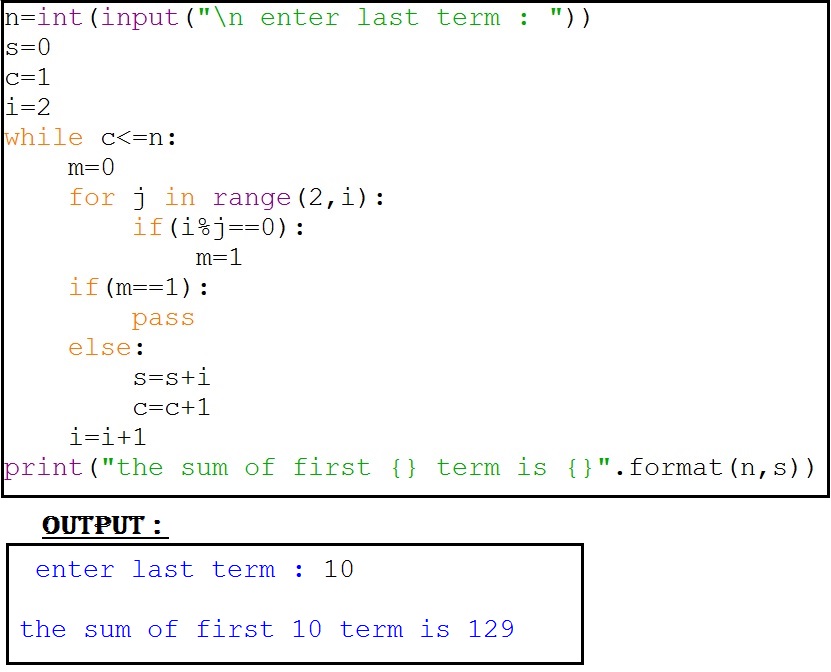 n=int(input("\n enter last term : "))
s=0
c=1
i=2
while c<=n:
    m=0
    for j in range(2,i):
        if(i%j==0):
            m=1
    if(m==1):
        pass
    else:
        s=s+i
        c=c+1
    i=i+1
print("the sum of first {} term is {}".format(n,s))
OUTPUT :
enter last term : 10
the sum of first 10 term is 129